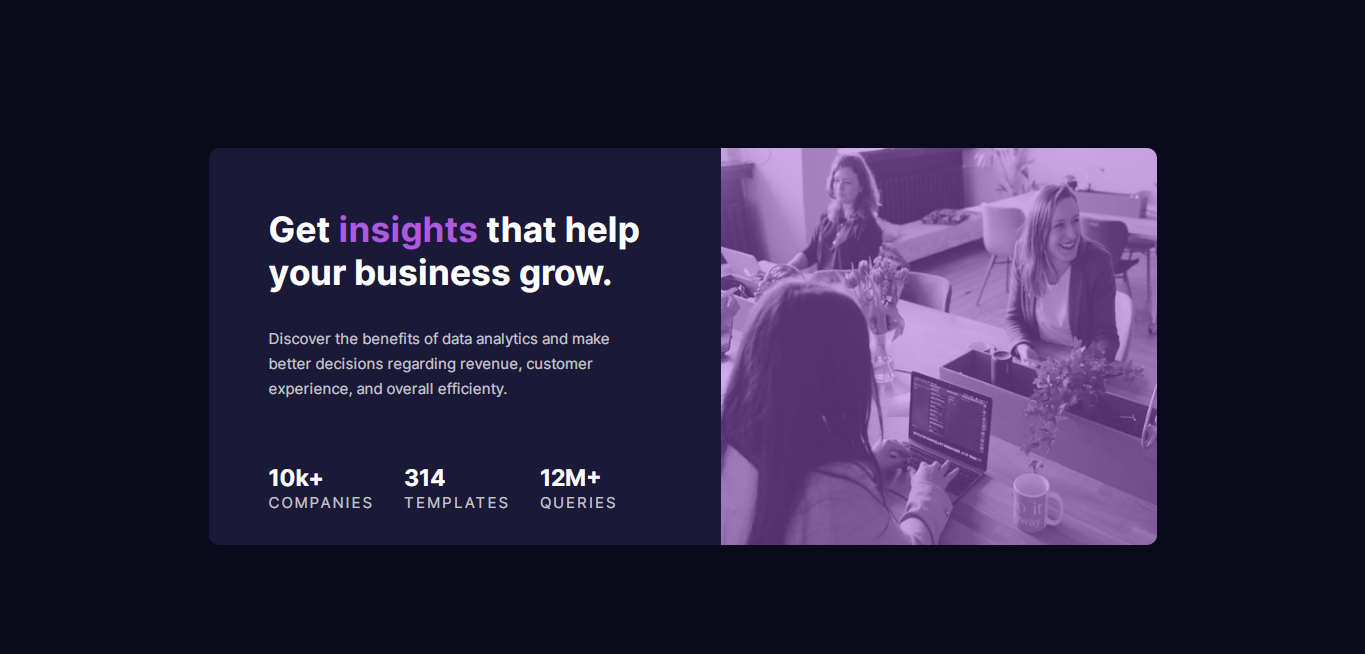 Get insights that help
your business grow.
Discover the benefits of data analytics and make
better decisions regarding revenue, customer
experience, and overall efficienty.
10k+ 314 12M+
COMPANIES TEMPLATES QUERIES